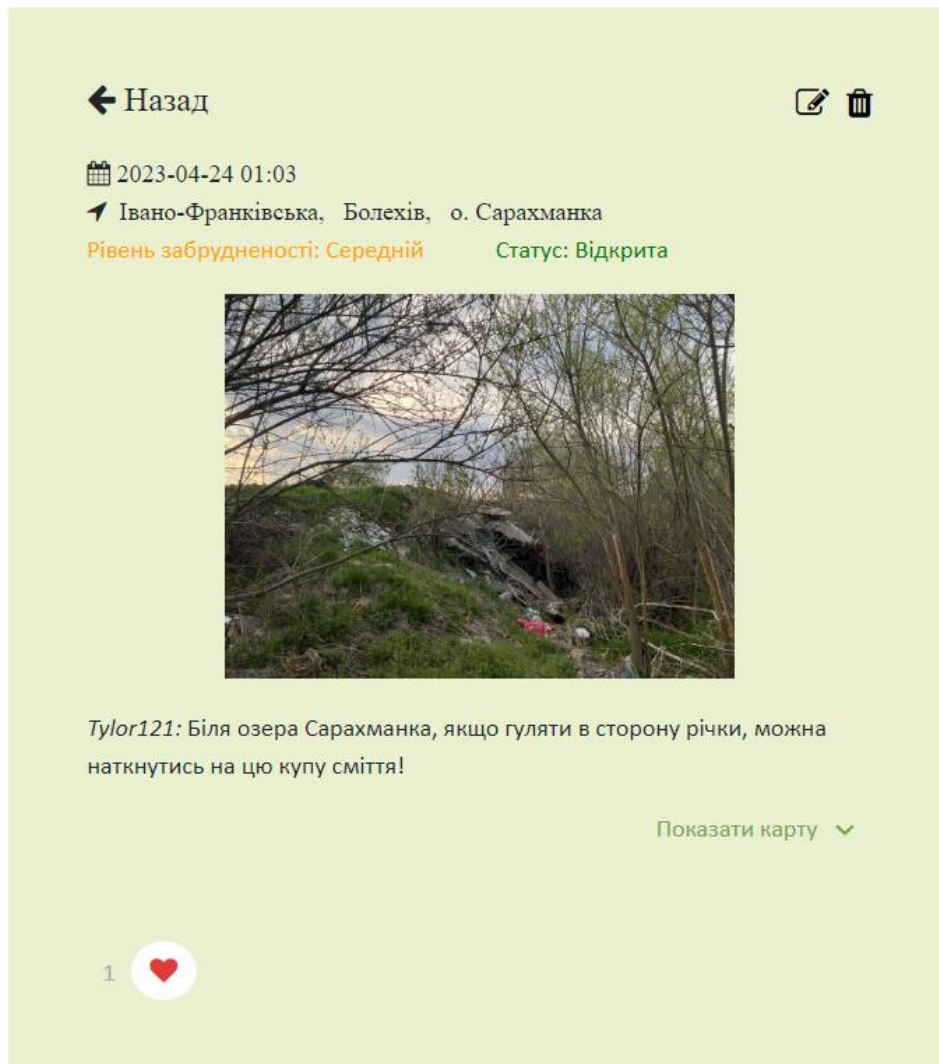 Назад
2023-04-24 01:03
Івано-Франківська, Болехів, о. Сарахманка
Рівень забрудненості: Середній Статус: Відкрита
Tylor121: Біля озера Сарахманка, якщо гуляти в сторону річки, можна
наткнутись на цю купу сміття!
Показати карту
1